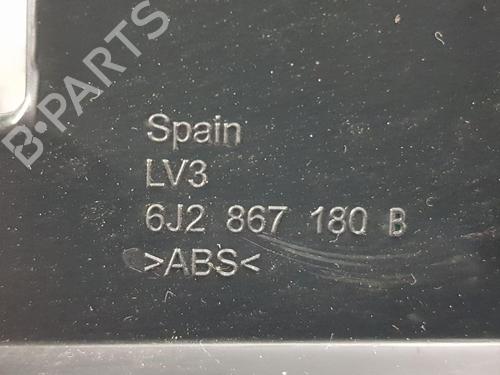 B-PARTS
Spain
LV3
6J2 867 180 B
>ABS<